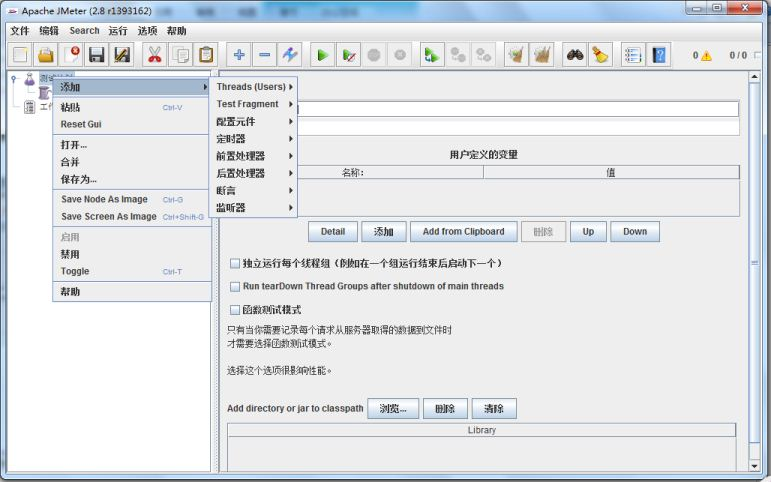 Apache JMeter (2.8 r1393162)
文件 编辑 Search 运行 选项 帮助
0 0 / 0
测试计划
添加
粘贴 Ctrl-V
Reset Gui
打开...
合并
保存为...
Save Node As Image Ctrl-G
Save Screen As Image Ctrl+Shift-G
启用
禁用
Toggle Ctrl-T
帮助
Threads (Users)
Test Fragment
配置元件
定时器
前置处理器
后置处理器
断言
监听器
工作
用户定义的变量
名称: 值
Detail 添加 Add from Clipboard 删除 Up Down
独立运行每个线程组（例如在一个组运行结束后启动下一个）
Run tearDown Thread Groups after shutdown of main threads
函数测试模式
只有当你需要记录每个请求从服务器取得的数据到文件时
才需要选择函数测试模式。
选择这个选项很影响性能。
Add directory or jar to classpath 浏览... 删除 清除
Library